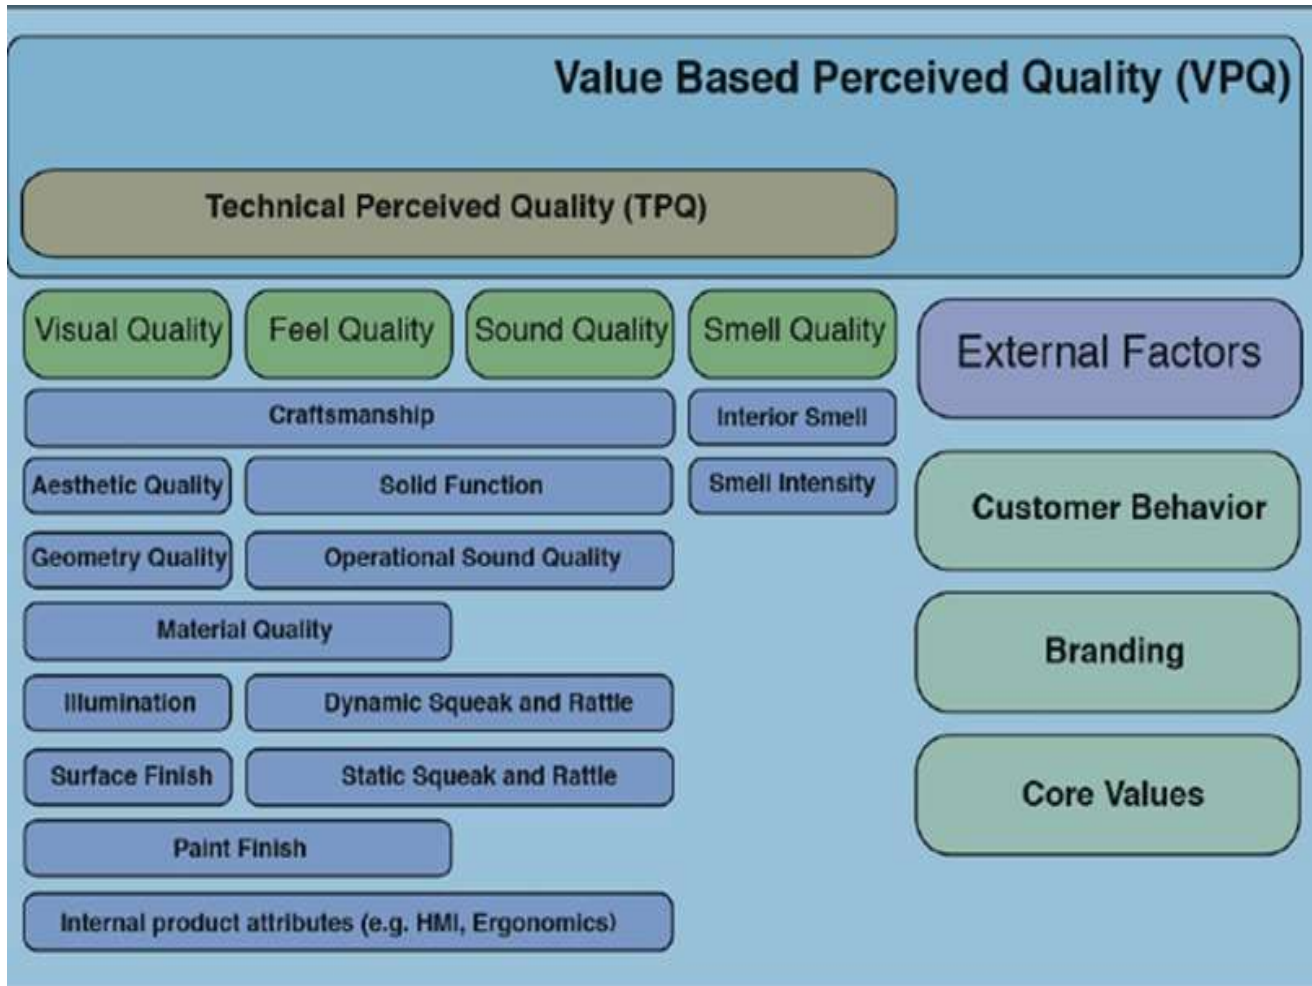 Value Based Perceived Quality (VPQ)
Technical Perceived Quality (TPQ)
Visual Quality
Feel Quality
Sound Quality
Smell Quality
External Factors
Craftsmanship
Interior Smell
Aesthetic Quality
Solid Function
Smell Intensity
Customer Behavior
Geometry Quality
Operational Sound Quality
Material Quality
Branding
Illumination
Dynamic Squeak and Rattle
Surface Finish
Static Squeak and Rattle
Core Values
Paint Finish
Internal product attributes (e.g. HMI, Ergonomics)